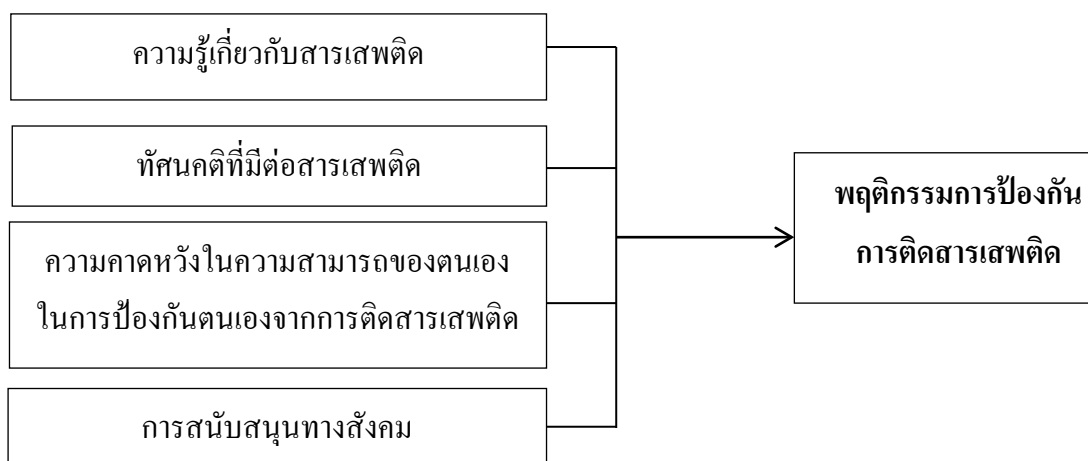 ความรู้เกี่ยวกับสารเสพติด
ทัศนคติที่มีต่อสารเสพติด
ความคาดหวังในความสามารถของตนเอง
ในการป้องกันตนเองจากการติดสารเสพติด
การสนับสนุนทางสังคม
พฤติกรรมการป้องกัน
การติดสารเสพติด